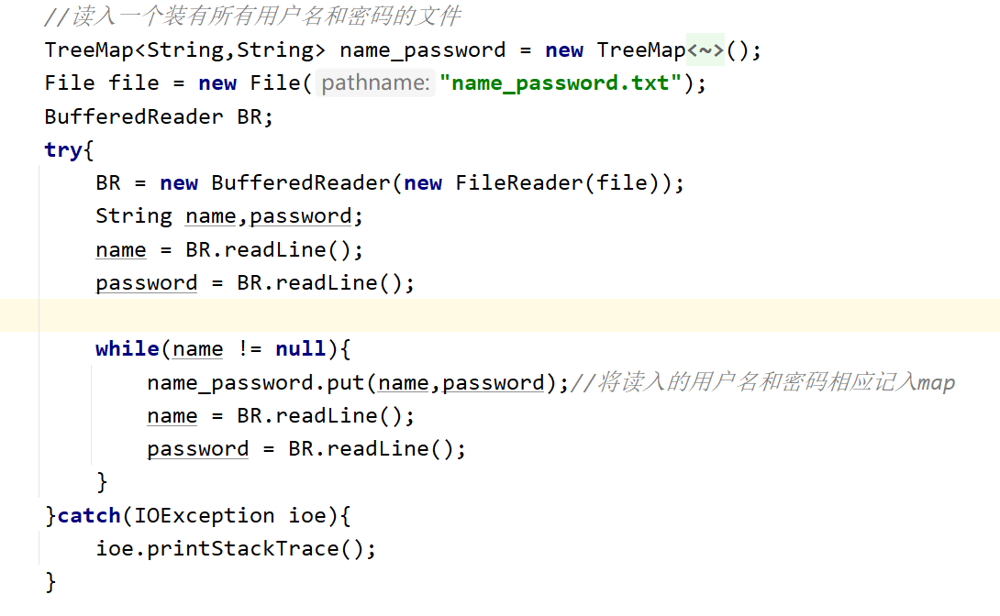 //读入一个装有所有用户名和密码的文件
TreeMap<String,String> name_password = new TreeMap<~>();
File file = new File( pathname: "name_password.txt");
BufferedReader BR;
try{
BR = new BufferedReader(new FileReader(file));
String name,password;
name = BR.readLine();
password = BR.readLine();
while(name != null){
name_password.put(name,password);//将读入的用户名和密码相应记入map
name = BR.readLine();
password = BR.readLine();
}
}catch(IOException ioe){
ioe.printStackTrace();
}